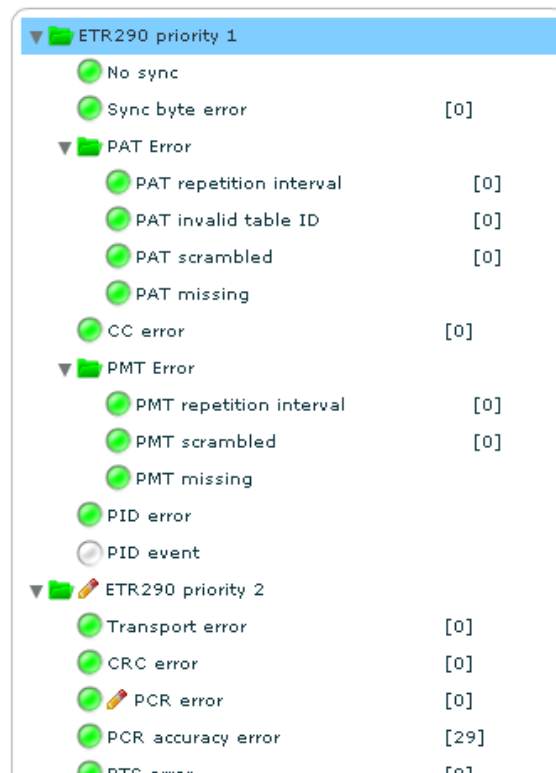 ETR290 priority 1
No sync
Sync byte error [0]
PAT Error
PAT repetition interval [0]
PAT invalid table ID [0]
PAT scrambled [0]
PAT missing
CC error [0]
PMT Error
PMT repetition interval [0]
PMT scrambled [0]
PMT missing
PID error
PID event
ETR290 priority 2
Transport error [0]
CRC error [0]
PCR error [0]
PCR accuracy error [29]
PTS error [0]